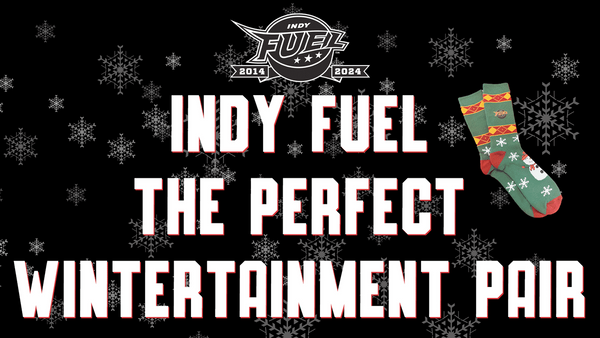 INDY
FUEL
2014 2024
INDY FUEL
THE PERFECT
WINTERTAINMENT PAIR